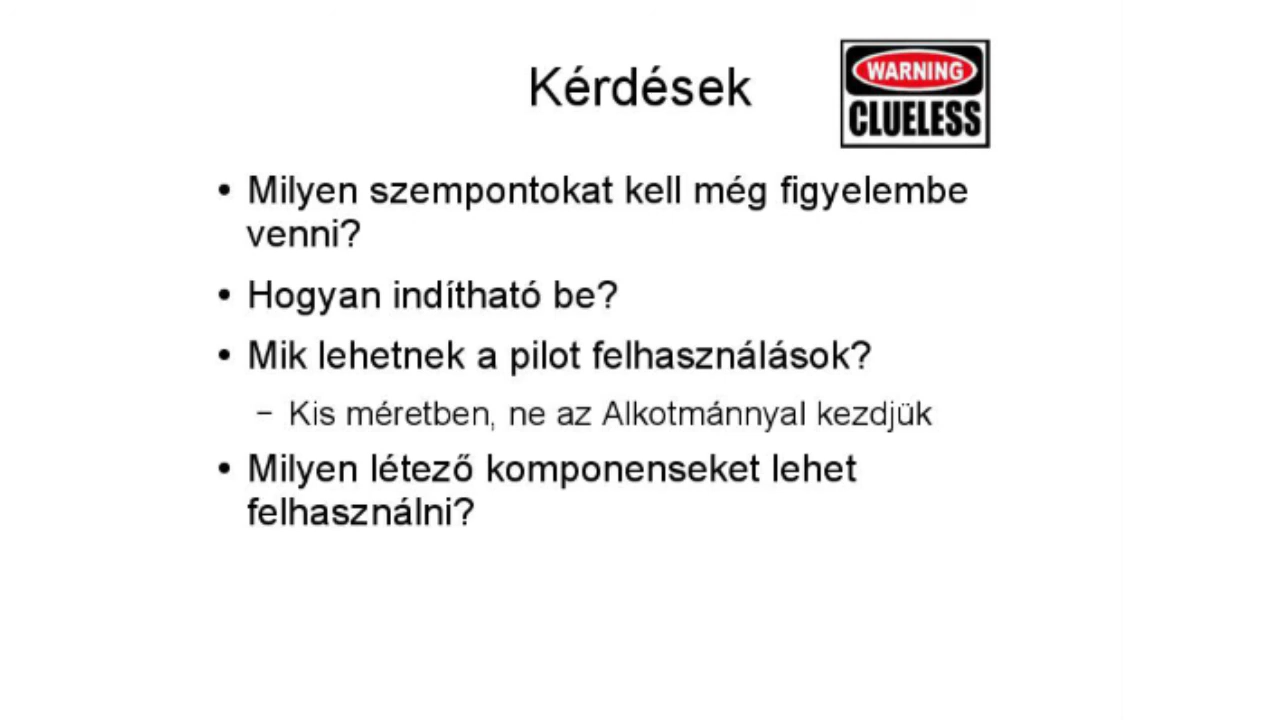 Kérdések
WARNING
CLUELESS
• Milyen szempontokat kell még figyelembe
venni?
• Hogyan indítható be?
• Mik lehetnek a pilot felhasználások?
– Kis méretben, ne az Alkotmánnyal kezdjük
• Milyen létező komponenseket lehet
felhasználni?